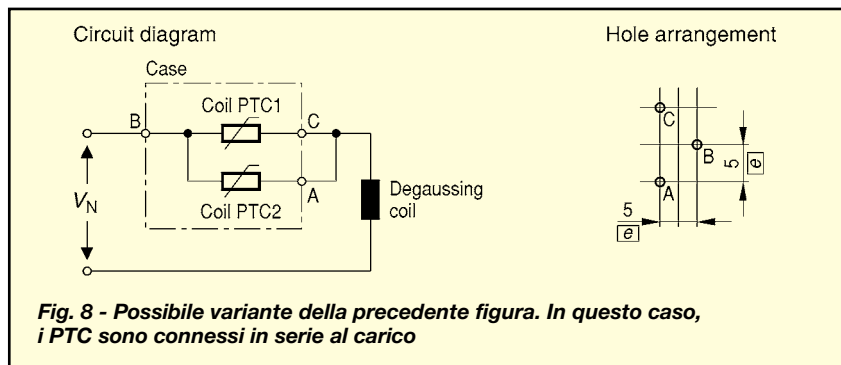 Circuit diagram
Hole arrangement
Case
Coil PTC1
B
C
Coil PTC2
A
VN
Degaussing
coil
C
B
5
e
A
5
e
Fig. 8 - Possibile variante della precedente figura. In questo caso,
i PTC sono connessi in serie al carico